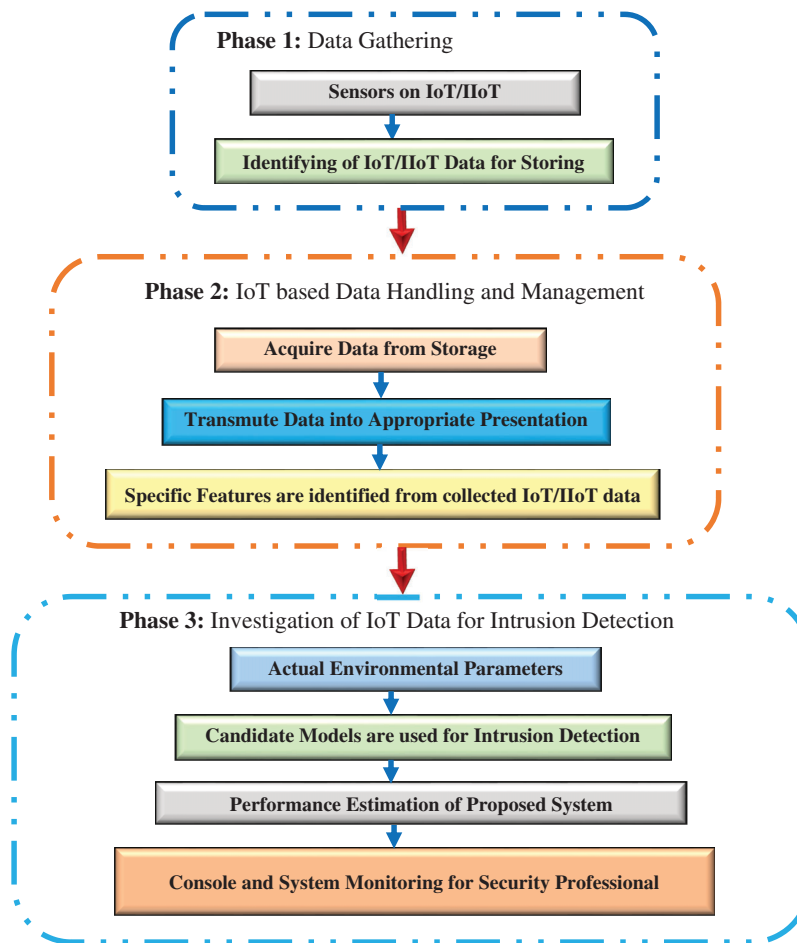 Phase 1: Data Gathering
Sensors on IoT/IIoT
Identifying of IoT/IIoT Data for Storing
Phase 2: IoT based Data Handling and Management
Acquire Data from Storage
Transmute Data into Appropriate Presentation
Specific Features are identified from collected IoT/IIoT data
Phase 3: Investigation of IoT Data for Intrusion Detection
Actual Environmental Parameters
Candidate Models are used for Intrusion Detection
Performance Estimation of Proposed System
Console and System Monitoring for Security Professional